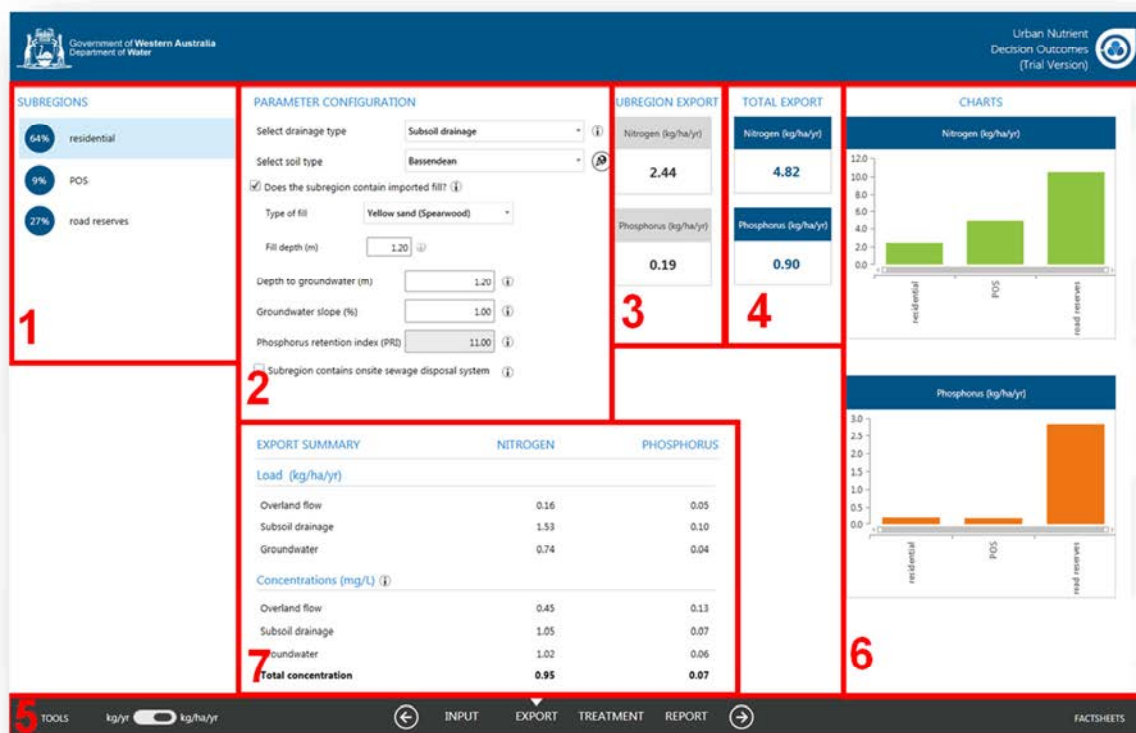 Government of Western Australia
Department of Water
Urban Nutrient
Decision Outcomes
(Trial Version)
SUBREGIONS
64% residential
9% POS
27% road reserves
1
PARAMETER CONFIGURATION
Select drainage type Subsoil drainage
Select soil type Bassendean
Does the subregion contain imported fill?
Type of fill Yellow sand (Spearwood)
Fill depth (m) 1.20
Depth to groundwater (m) 1.20
Groundwater slope (%) 1.00
Phosphorus retention index (PRI) 11.00
Subregion contains onsite sewage disposal system
2
UBREGION EXPORT
Nitrogen (kg/ha/yr)
2.44
Phosphorus (kg/ha/yr)
0.19
3
TOTAL EXPORT
Nitrogen (kg/ha/yr)
4.82
Phosphorus (kg/ha/yr)
0.90
4
CHARTS
Nitrogen (kg/ha/yr)
12.0
10.0
8.0
6.0
4.0
2.0
0.0
residential
POS
road reserves
Phosphorus (kg/ha/yr)
3.0
2.5
2.0
1.5
1.0
0.5
0.0
residential
POS
road reserves
6
EXPORT SUMMARY NITROGEN PHOSPHORUS
Load (kg/ha/yr)
Overland flow 0.16 0.05
Subsoil drainage 1.53 0.10
Groundwater 0.74 0.04
Concentrations (mg/L)
Overland flow 0.45 0.13
Subsoil drainage 1.05 0.07
roundwater 1.02 0.06
Total concentration 0.95 0.07
7
5
TOOLS kg/yr kg/ha/yr INPUT EXPORT TREATMENT REPORT FACTSHEETS